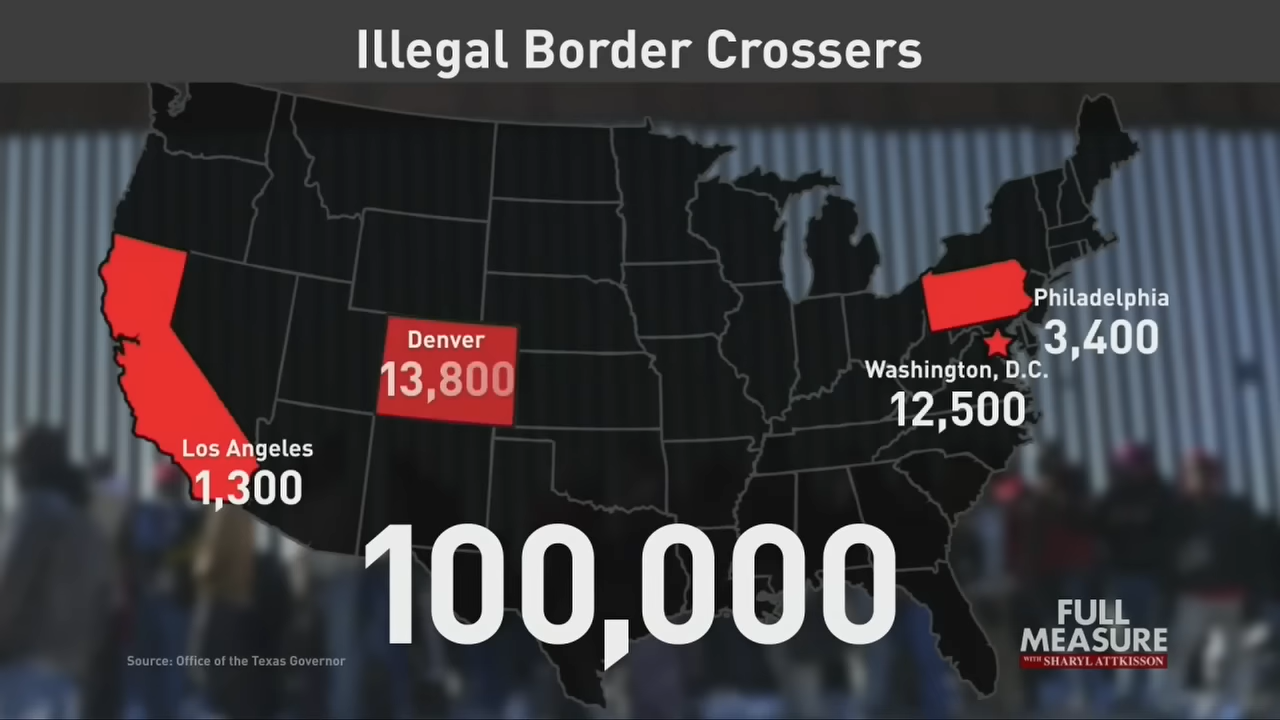 Illegal Border Crossers
Philadelphia
3,400
Denver
13,800
Washington, D.C.
12,500
Los Angeles
1,300
100,000
FULL
MEASURE
WITH SHARYL ATTKISSON
Source: Office of the Texas Governor